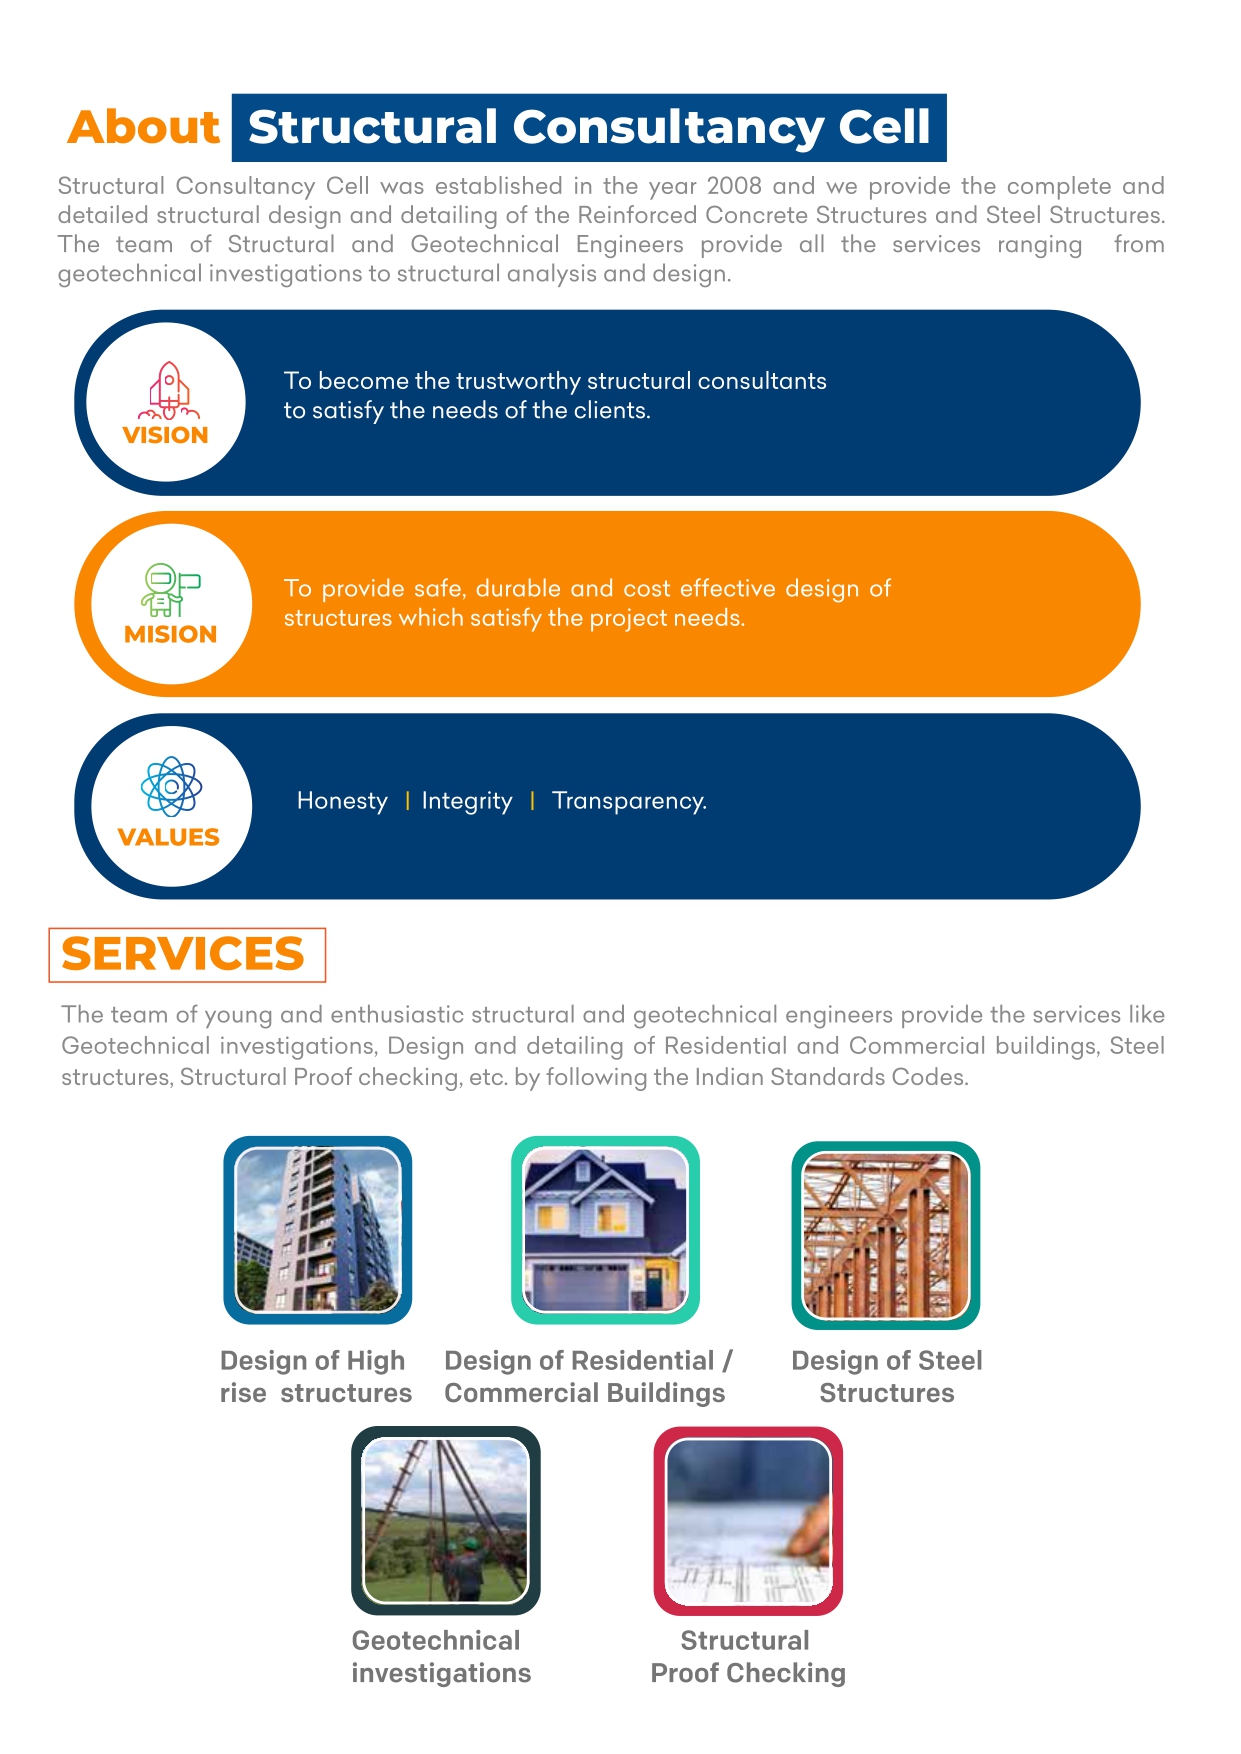 About Structural Consultancy Cell
Structural Consultancy Cell was established in the year 2008 and we provide the complete and
detailed structural design and detailing of the Reinforced Concrete Structures and Steel Structures.
The team of Structural and Geotechnical Engineers provide all the services ranging from
geotechnical investigations to structural analysis and design.
VISION
To become the trustworthy structural consultants
to satisfy the needs of the clients.
MISION
To provide safe, durable and cost effective design of
structures which satisfy the project needs.
VALUES
Honesty | Integrity | Transparency.
SERVICES
The team of young and enthusiastic structural and geotechnical engineers provide the services like
Geotechnical investigations, Design and detailing of Residential and Commercial buildings, Steel
structures, Structural Proof checking, etc. by following the Indian Standards Codes.
Design of High
rise structures
Design of Residential /
Commercial Buildings
Design of Steel
Structures
Geotechnical
investigations
Structural
Proof Checking